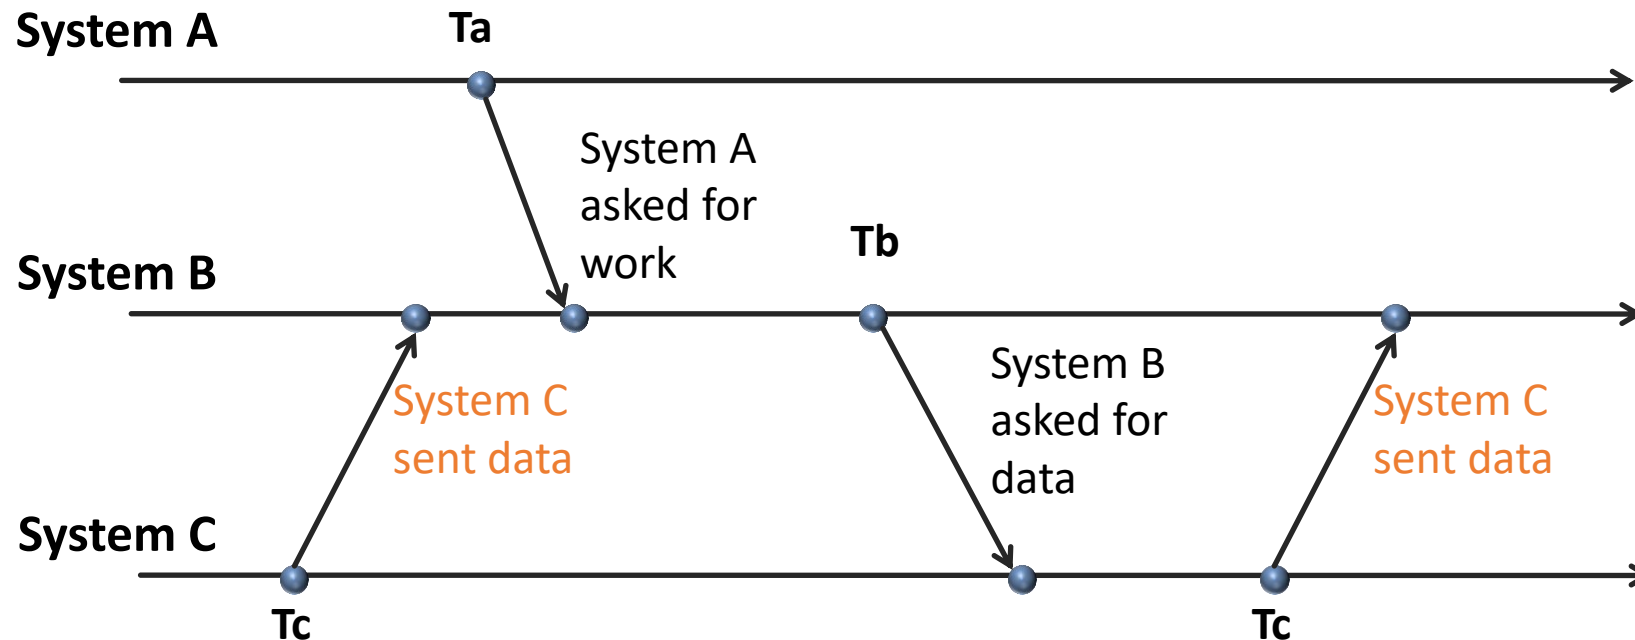 System A
Ta
System A
asked for
work
System B
Tb
System C
sent data
System B
asked for
data
System C
sent data
System C
Tc
Tc